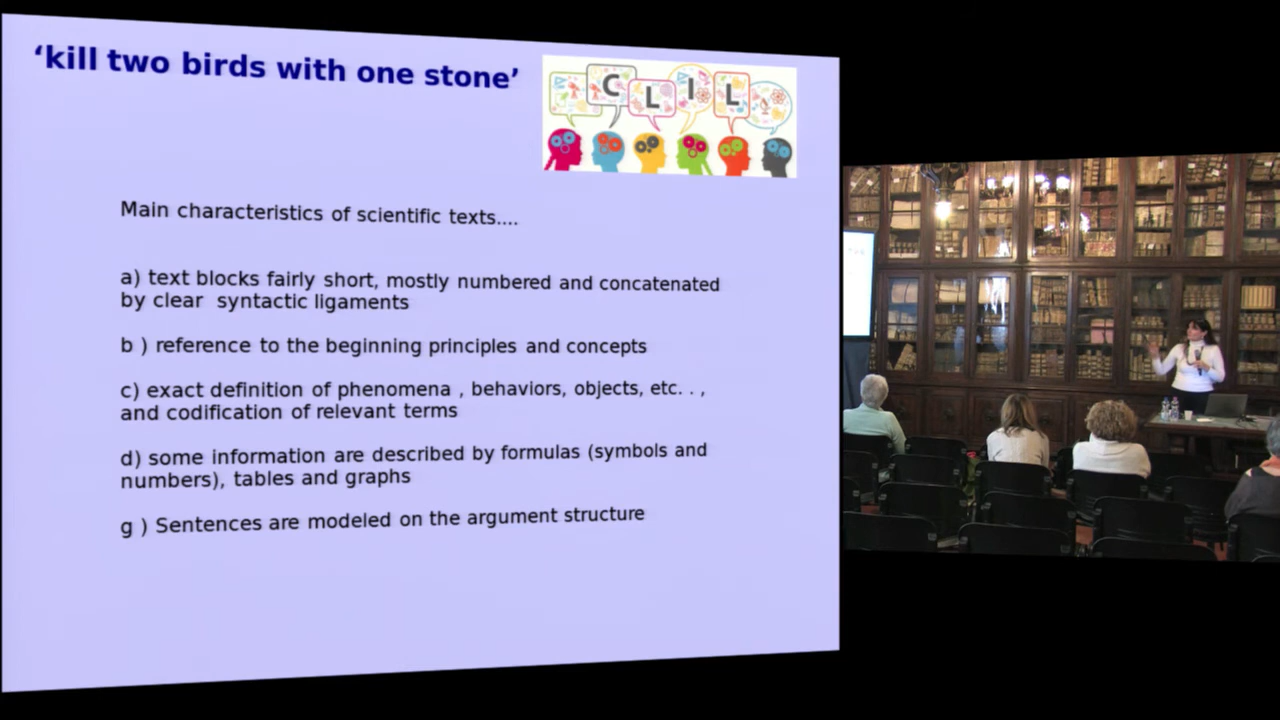 ‘kill two birds with one stone’
C L I L
Main characteristics of scientific texts....
a) text blocks fairly short, mostly numbered and concatenated
by clear syntactic ligaments
b ) reference to the beginning principles and concepts
c) exact definition of phenomena , behaviors, objects, etc. . ,
and codification of relevant terms
d) some information are described by formulas (symbols and
numbers), tables and graphs
g ) Sentences are modeled on the argument structure